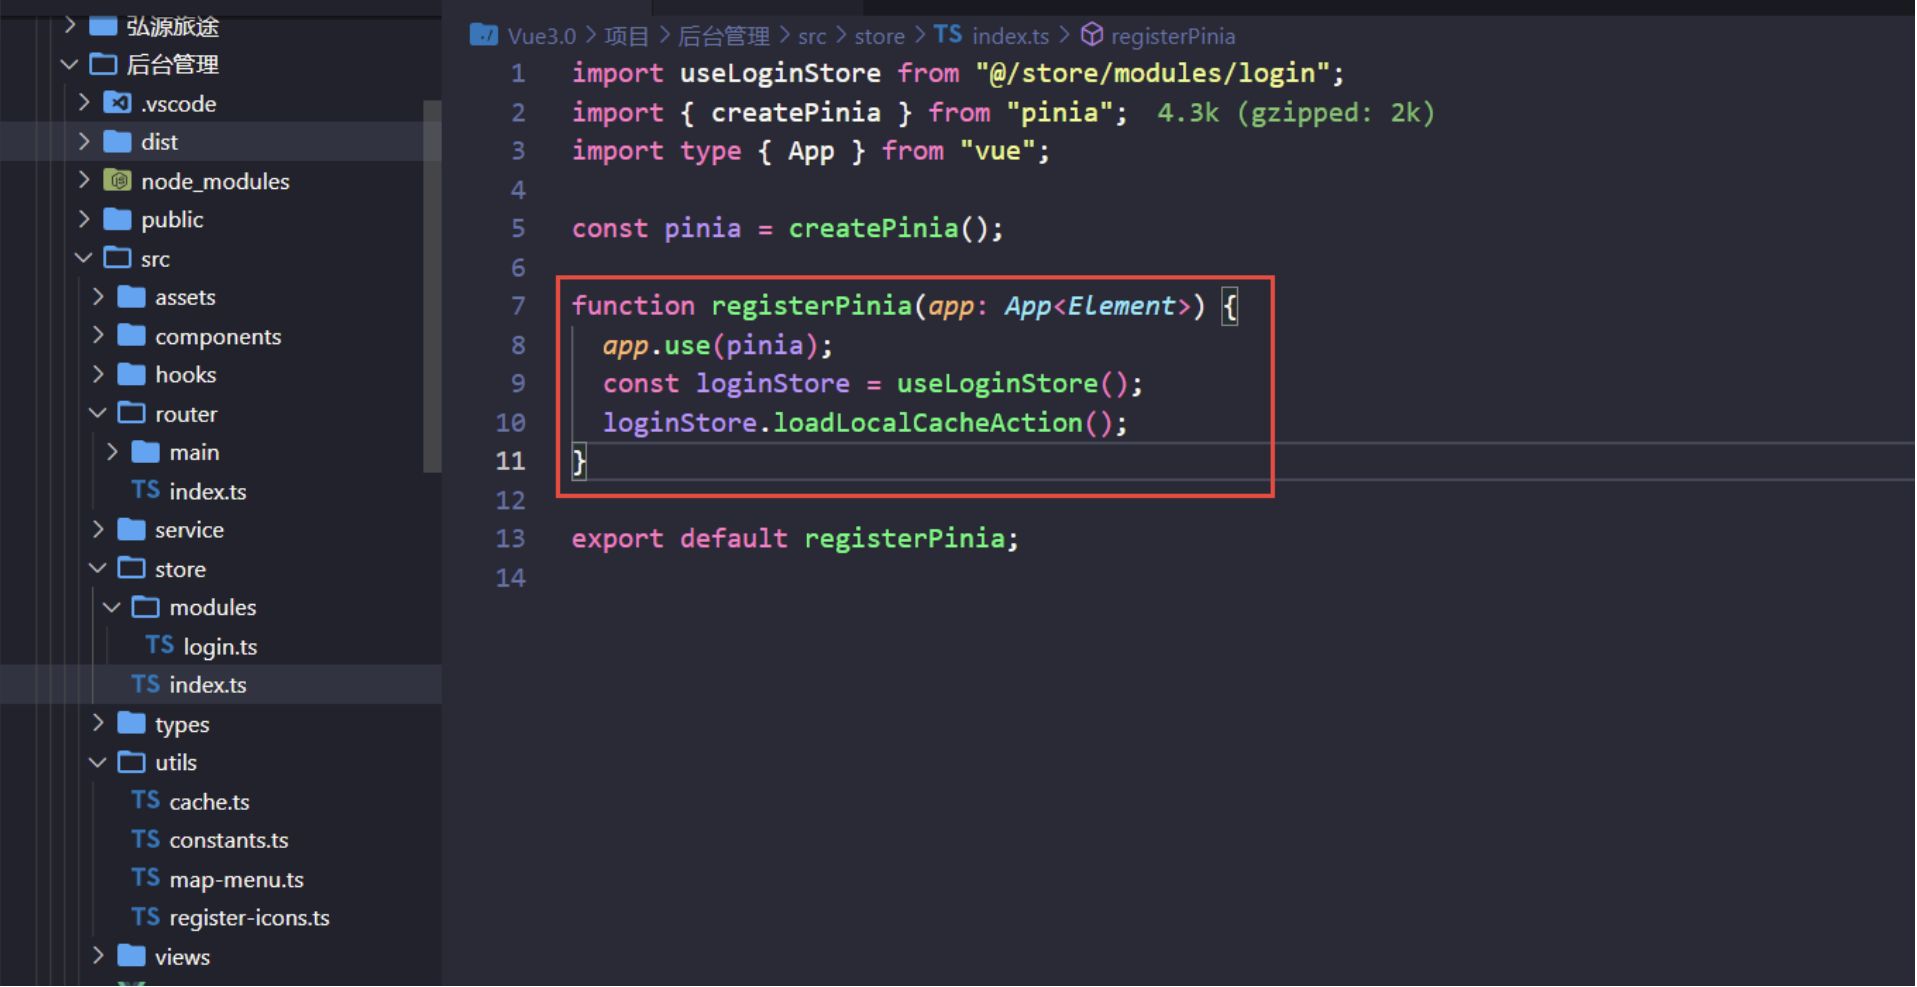 弘源旅途
后台管理
.vscode
dist
node_modules
public
src
assets
components
hooks
router
main
TS index.ts
service
store
modules
TS login.ts
TS index.ts
types
utils
TS cache.ts
TS constants.ts
TS map-menu.ts
TS register-icons.ts
views
Vue3.0 > 项目 > 后台管理 > src > store > TS index.ts > registerPinia
1 import useLoginStore from "@/store/modules/login";
2 import { createPinia } from "pinia"; 4.3k (gzipped: 2k)
3 import type { App } from "vue";
4
5 const pinia = createPinia();
6
7 function registerPinia(app: App<Element>) {
8 app.use(pinia);
9 const loginStore = useLoginStore();
10 loginStore.loadLocalCacheAction();
11 }
12
13 export default registerPinia;
14